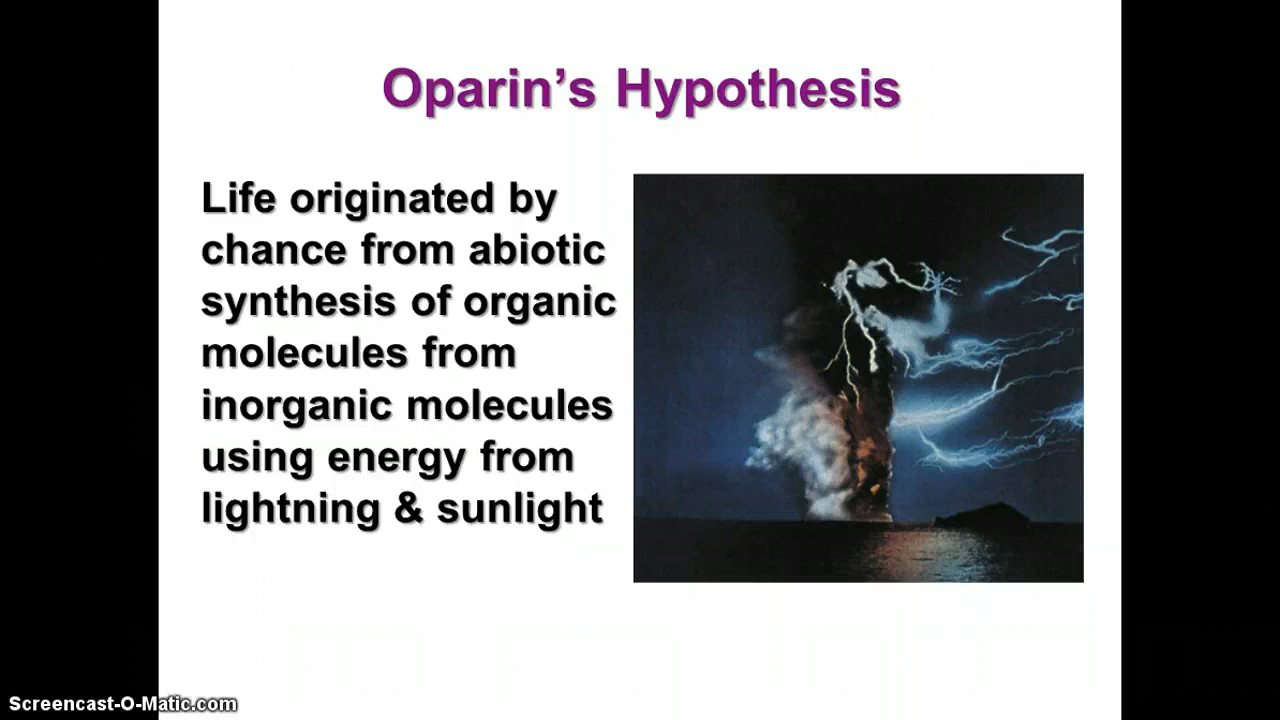 Oparin's Hypothesis
Life originated by
chance from abiotic
synthesis of organic
molecules from
inorganic molecules
using energy from
lightning & sunlight
Screencast-O-Matic.com